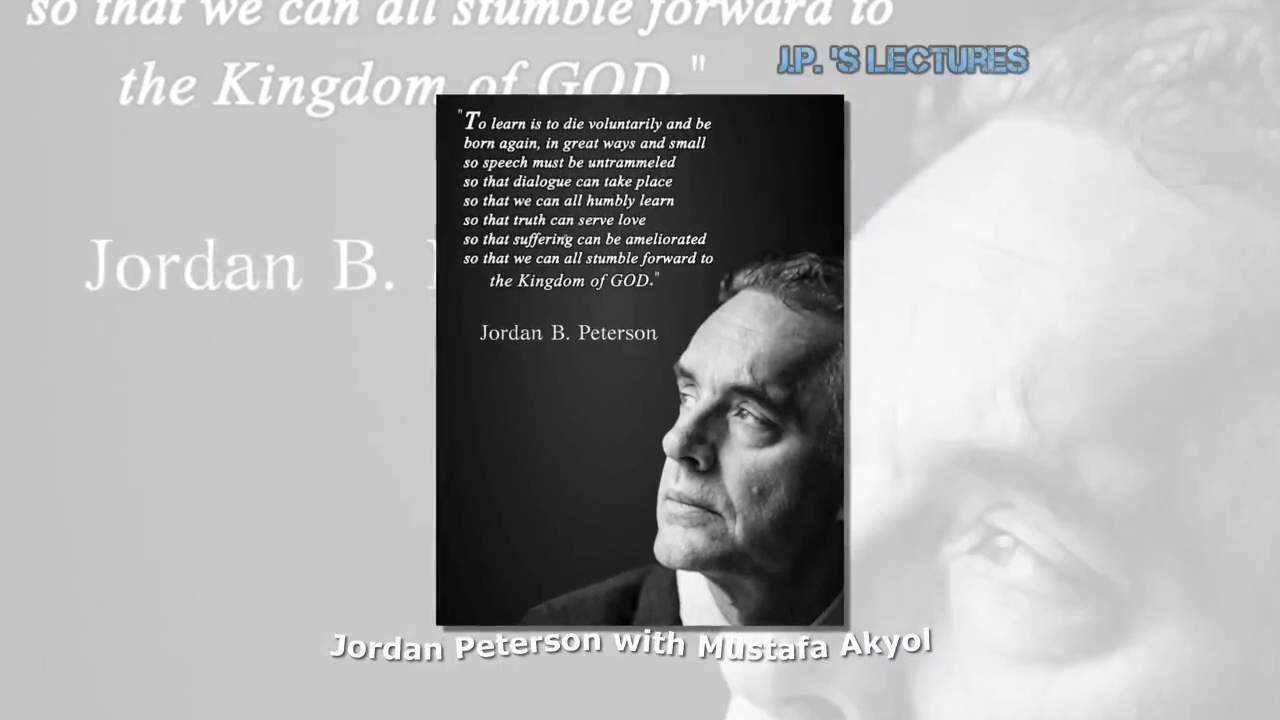 so that we can all stumble forward to
the Kingdom of GOD."
J.P. 'S LECTURES
Jordan B.
"To learn is to die voluntarily and be
born again, in great ways and small
so speech must be untrammeled
so that dialogue can take place
so that we can all humbly learn
so that truth can serve love
so that suffering can be ameliorated
so that we can all stumble forward to
the Kingdom of GOD."
Jordan B. Peterson
Jordan Peterson with Mustafa Akyol